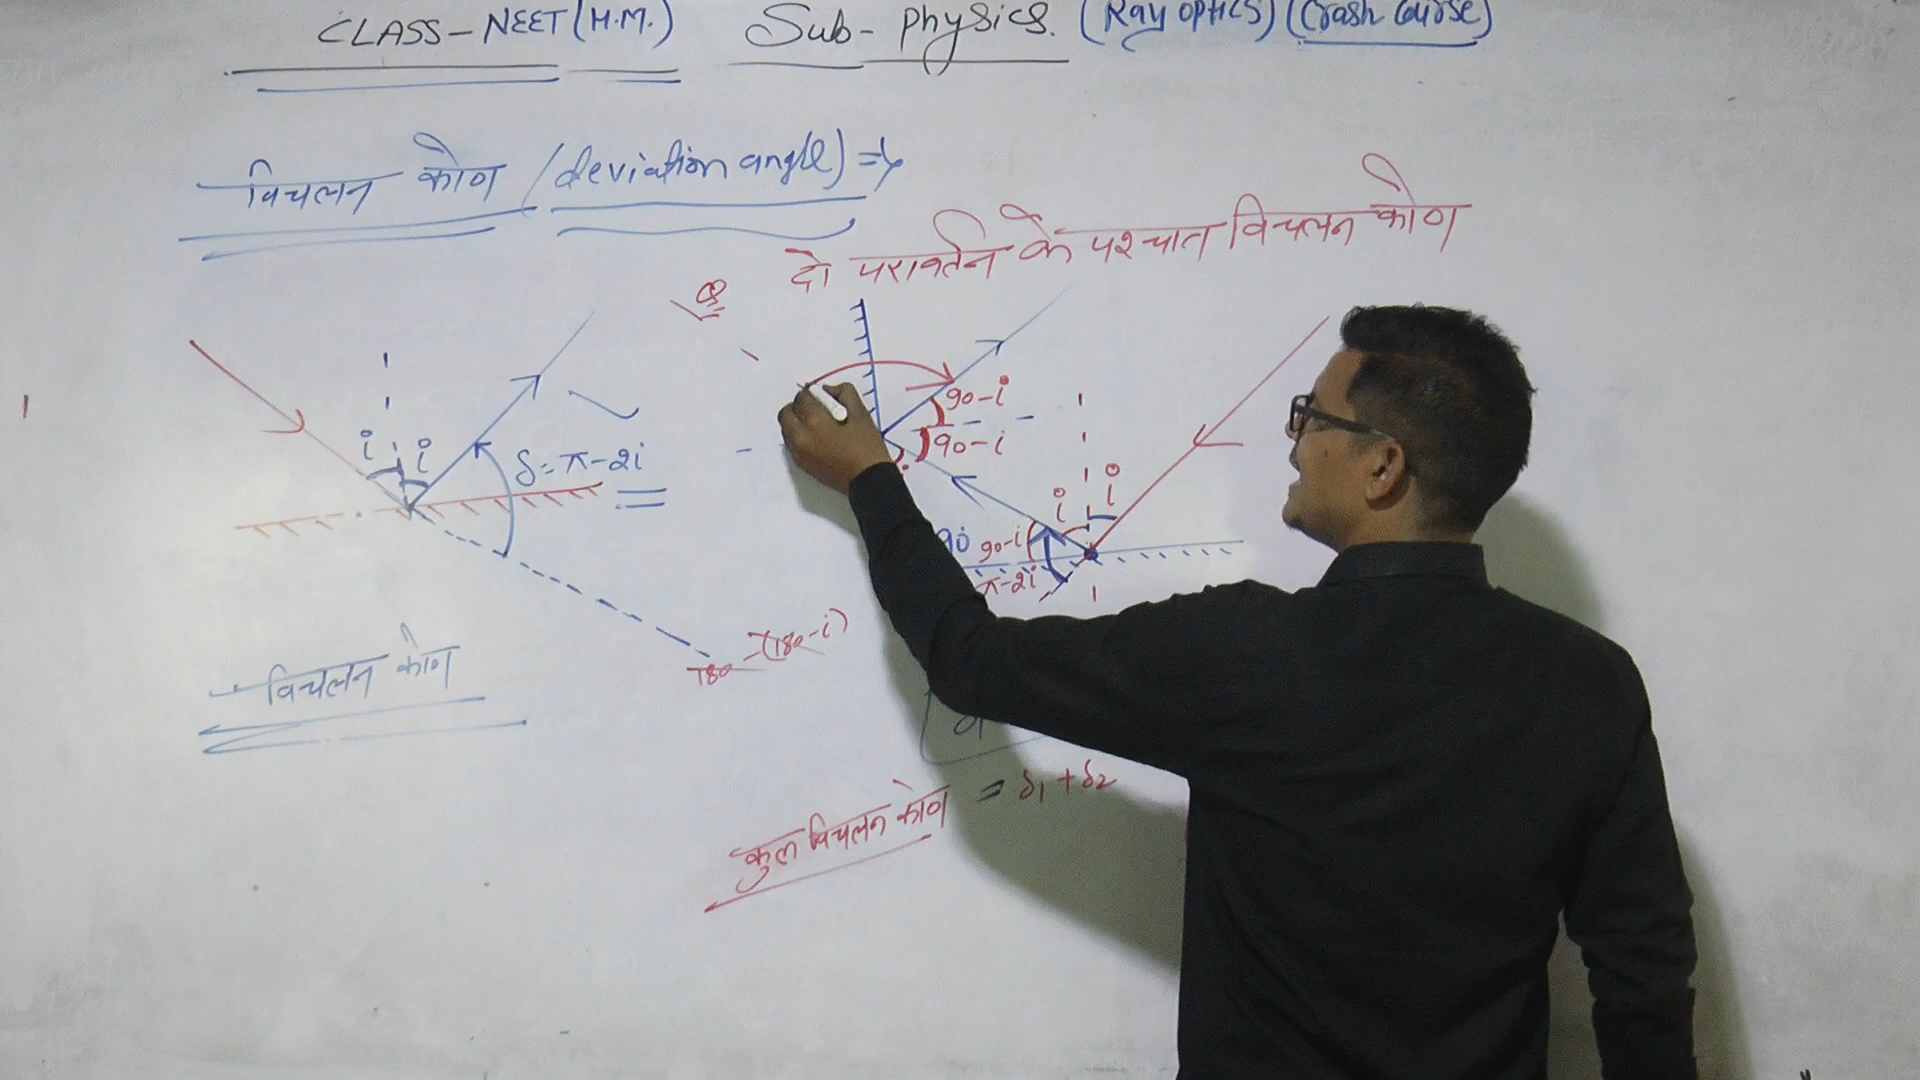 CLASS-NEET (H.M.) Sub- Physics. (Ray optics) (Crash Course)
विचलन कोण / deviation angle) =>
दो परावर्तन के पश्चात विचलन कोण
Q
90-i
90-i
i i
δ = π-2i
i i
90 90-i
π-2i
180 -(180-i)
विचलन कोण
कुल विचलन कोण = δ1 + δ2